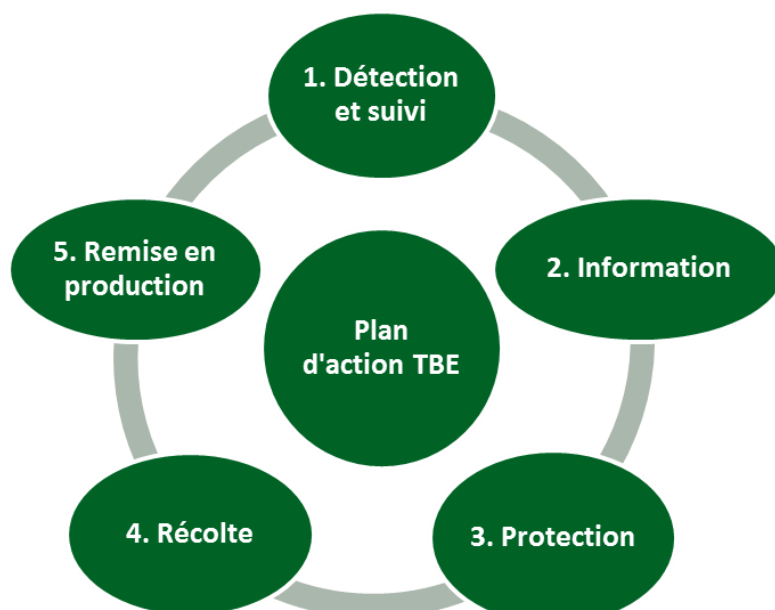 1. Détection
et suivi
2. Information
3. Protection
4. Récolte
5. Remise en
production
Plan
d'action TBE